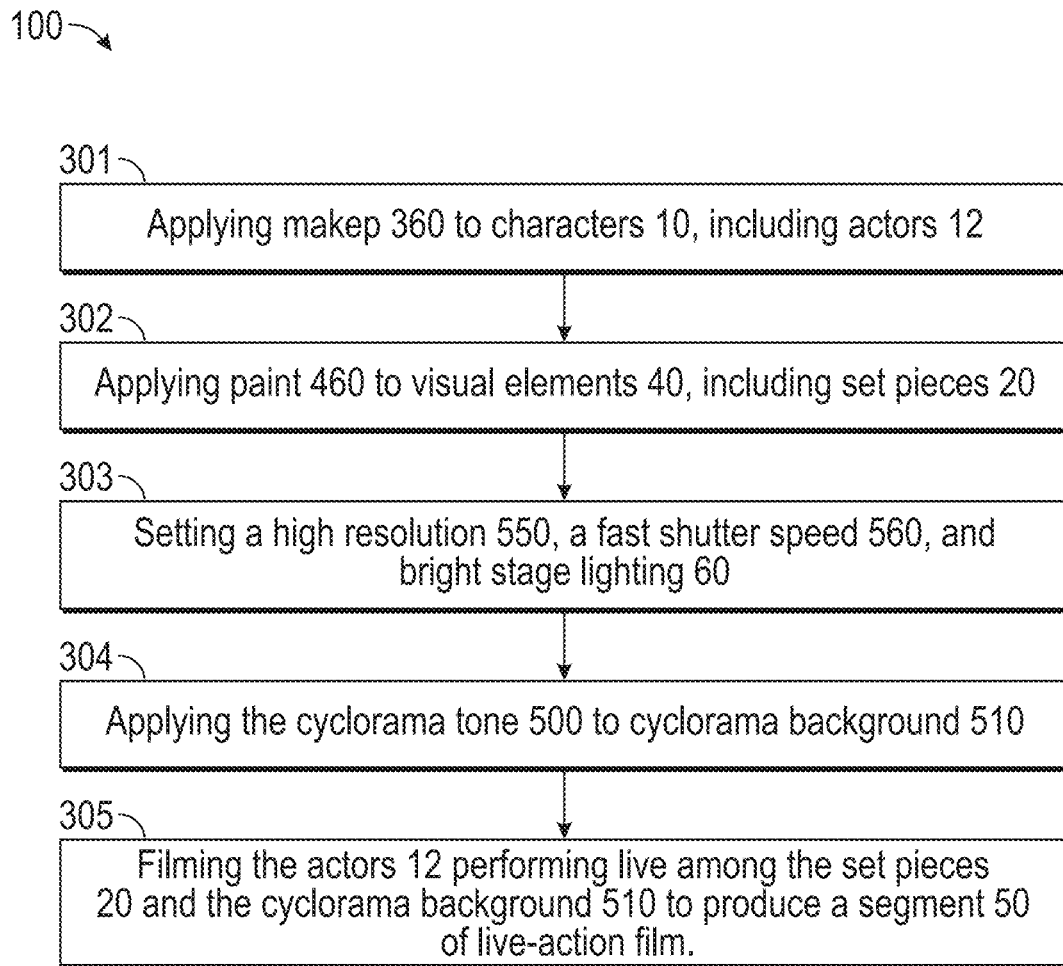 100
301
Applying makep 360 to characters 10, including actors 12
302
Applying paint 460 to visual elements 40, including set pieces 20
303
Setting a high resolution 550, a fast shutter speed 560, and
bright stage lighting 60
304
Applying the cyclorama tone 500 to cyclorama background 510
305
Filming the actors 12 performing live among the set pieces
20 and the cyclorama background 510 to produce a segment 50
of live-action film.